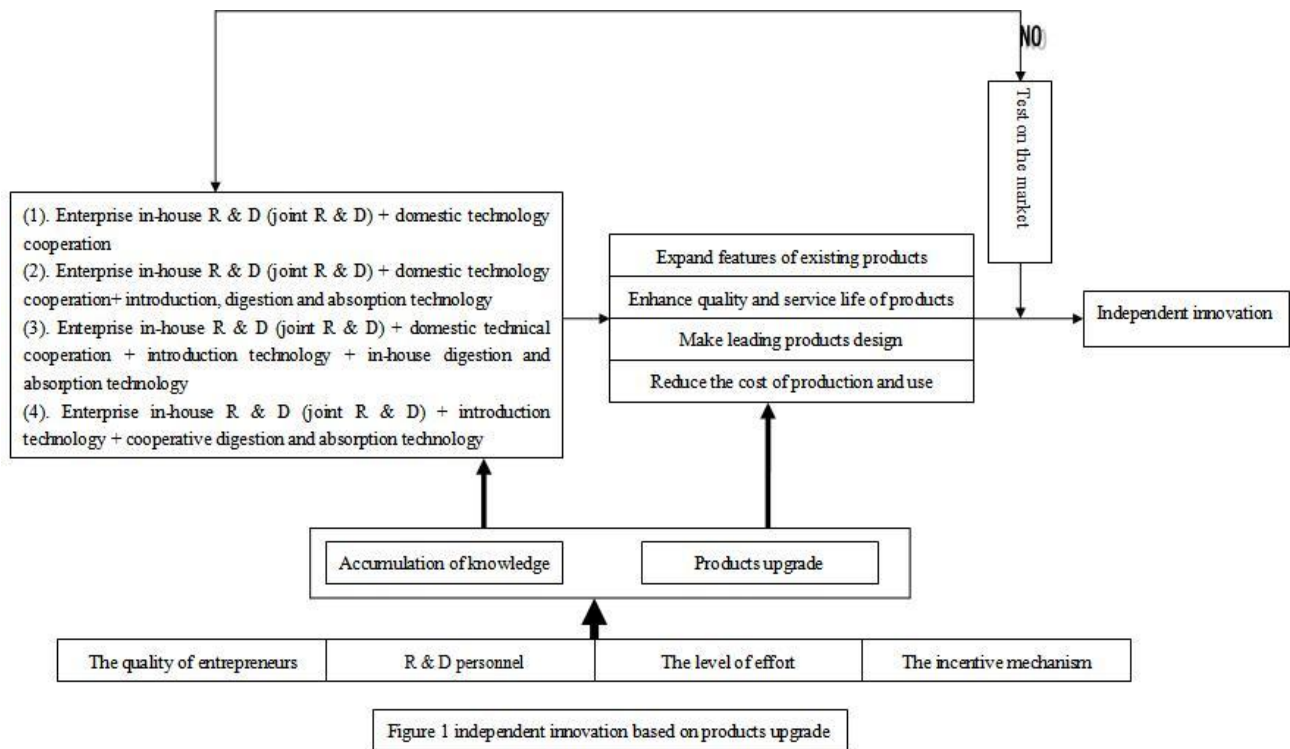 NO
Test on the market
(1). Enterprise in-house R & D (joint R & D) + domestic technology
cooperation
(2). Enterprise in-house R & D (joint R & D) + domestic technology
cooperation+ introduction, digestion and absorption technology
(3). Enterprise in-house R & D (joint R & D) + domestic technical
cooperation + introduction technology + in-house digestion and
absorption technology
(4). Enterprise in-house R & D (joint R & D) + introduction
technology + cooperative digestion and absorption technology
Expand features of existing products
Enhance quality and service life of products
Make leading products design
Reduce the cost of production and use
Independent innovation
Accumulation of knowledge
Products upgrade
The quality of entrepreneurs
R & D personnel
The level of effort
The incentive mechanism
Figure 1 independent innovation based on products upgrade